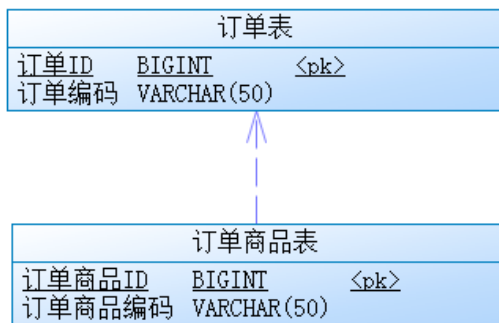 订单表
订单ID BIGINT <pk>
订单编码 VARCHAR(50)
订单商品表
订单商品ID BIGINT <pk>
订单商品编码 VARCHAR(50)